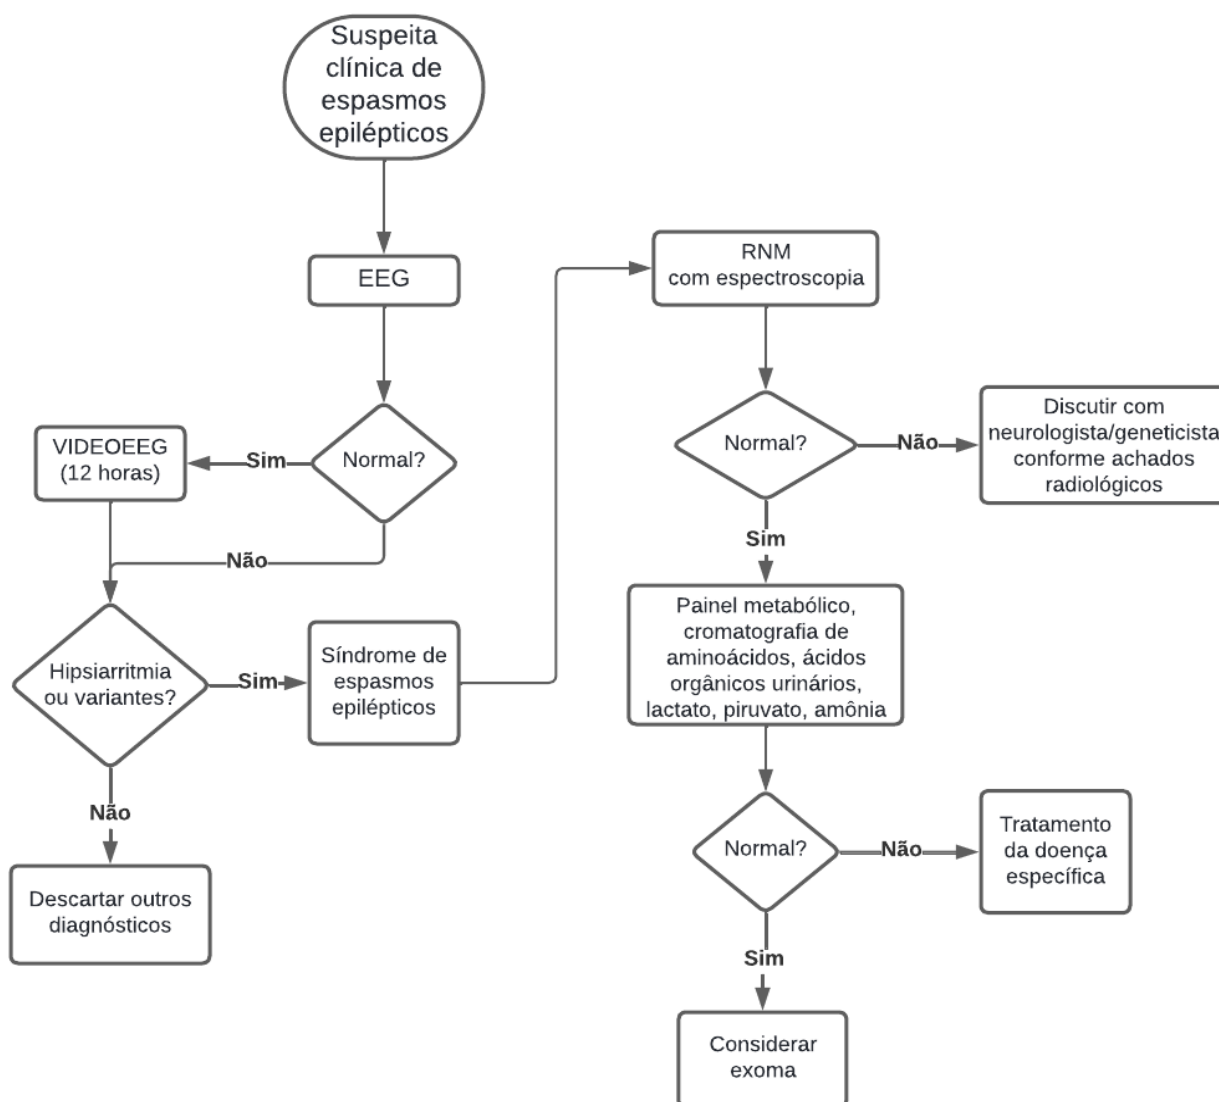 Suspeita
clínica de
espasmos
epilépticos
EEG
Normal?
Sim
VIDEOEEG
(12 horas)
Não
Hipsiarritmia
ou variantes?
Sim
Síndrome de
espasmos
epilépticos
Não
Descartar outros
diagnósticos
RNM
com espectroscopia
Normal?
Não
Discutir com
neurologista/geneticista
conforme achados
radiológicos
Sim
Painel metabólico,
cromatografia de
aminoácidos, ácidos
orgânicos urinários,
lactato, piruvato, amônia
Normal?
Não
Tratamento
da doença
específica
Sim
Considerar
exoma